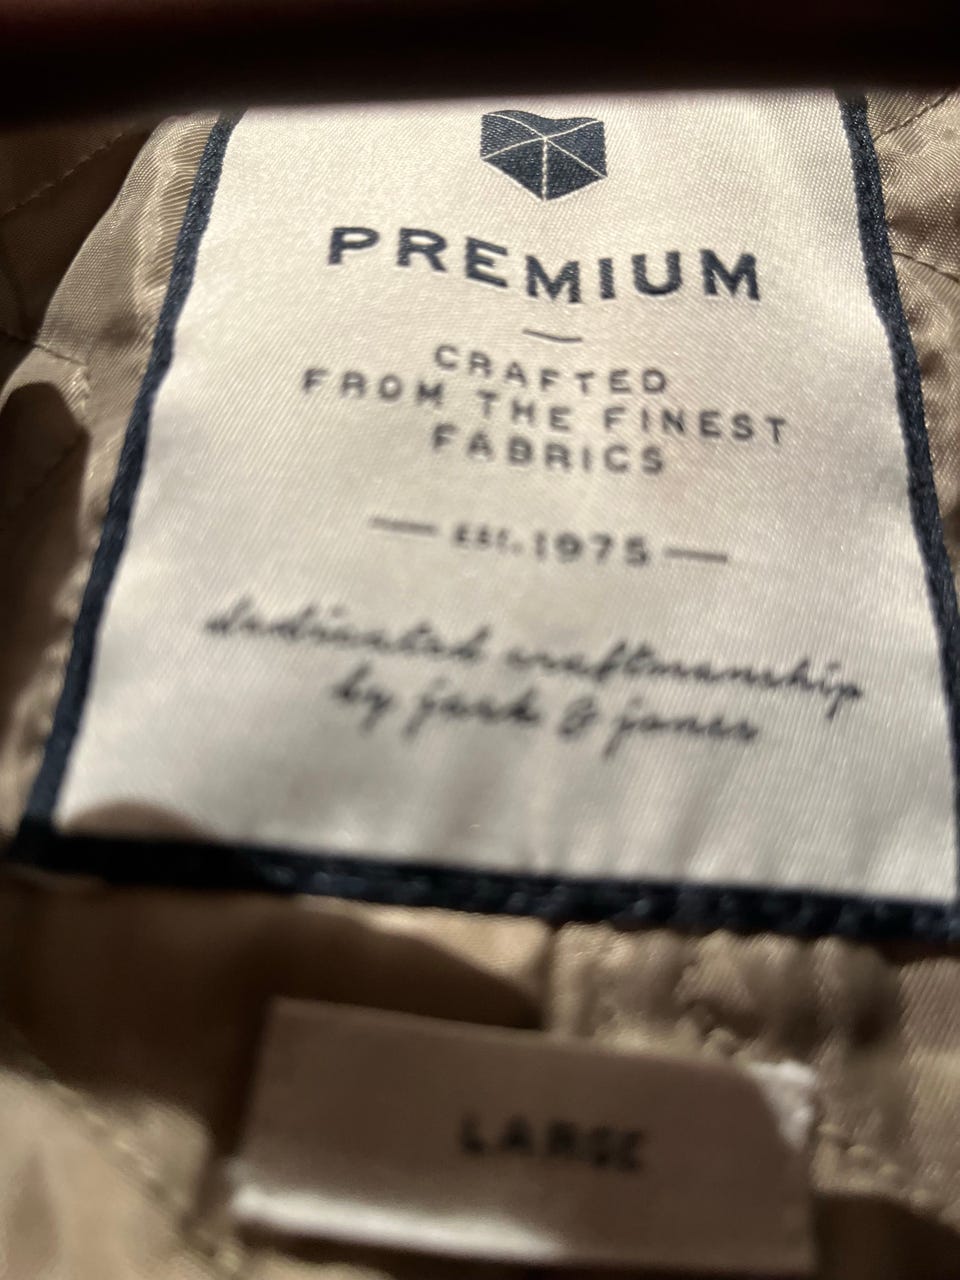 PREMIUM
CRAFTED
FROM THE FINEST
FABRICS
EST. 1975
dedicated craftmanship
by jack & jones
LARGE